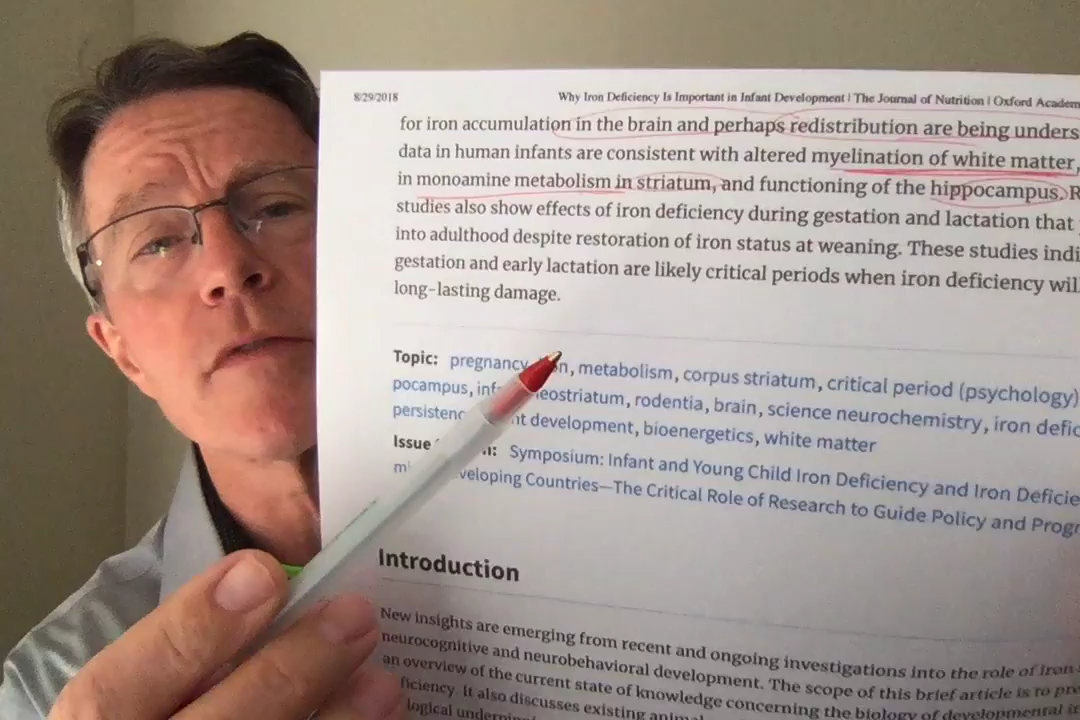 8/29/2018 Why Iron Deficiency Is Important in Infant Development | The Journal of Nutrition | Oxford Academ
for iron accumulation in the brain and perhaps redistribution are being unders
data in human infants are consistent with altered myelination of white matter,
in monoamine metabolism in striatum, and functioning of the hippocampus. R
studies also show effects of iron deficiency during gestation and lactation that
into adulthood despite restoration of iron status at weaning. These studies indi
gestation and early lactation are likely critical periods when iron deficiency wil
long-lasting damage.
Topic: pregnancy, n, metabolism, corpus striatum, critical period (psychology)
pocampus, inf neostriatum, rodentia, brain, science neurochemistry, iron defic
persistenc nt development, bioenergetics, white matter
Issue n: Symposium: Infant and Young Child Iron Deficiency and Iron Deficie
veloping Countries—The Critical Role of Research to Guide Policy and Progr
Introduction
New insights are emerging from recent and ongoing investigations into the role of iron
neurocognitive and neurobehavioral development. The scope of this brief article is to pr
an overview of the current state of knowledge concerning the biology of developmental
ficiency. It also discusses existing
logical